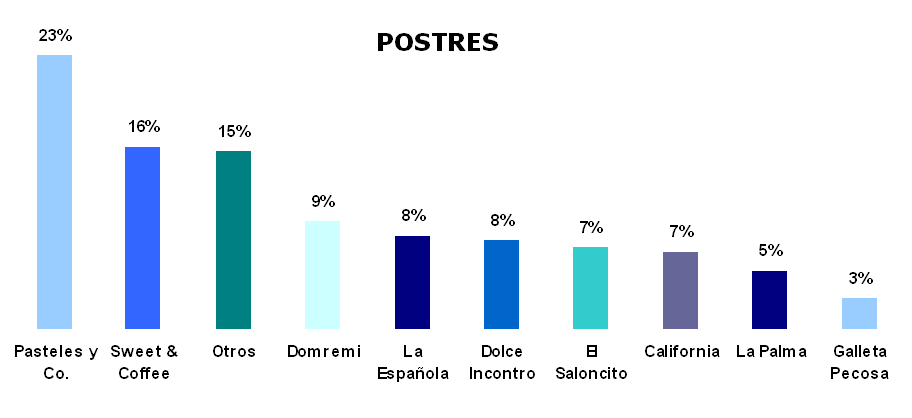 POSTRES
23%
16%
15%
9%
8%
8%
7%
7%
5%
3%
Pasteles y
Co.
Sweet &
Coffee
Otros
Domremi
La
Española
Dolce
Incontro
El
Saloncito
California
La Palma
Galleta
Pecosa